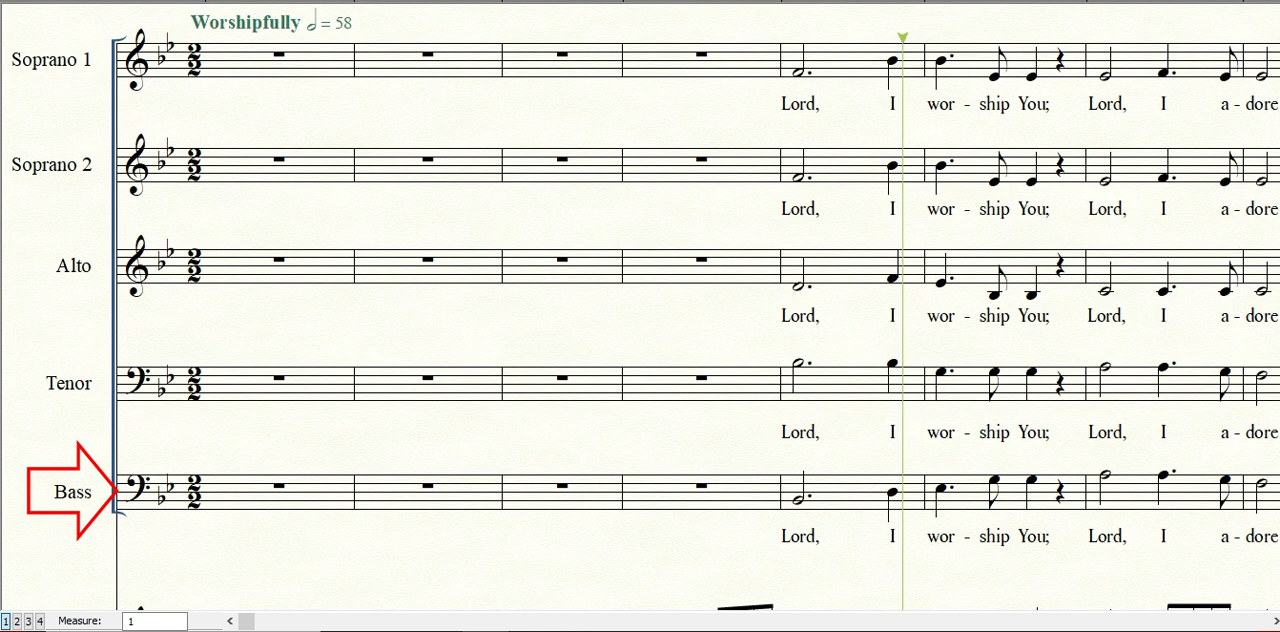 Worshipfully = 58
Soprano 1
Lord, I wor - ship You; Lord, I a - dore
Soprano 2
Lord, I wor - ship You; Lord, I a - dore
Alto
Lord, I wor - ship You; Lord, I a - dore
Tenor
Lord, I wor - ship You; Lord, I a - dore
Bass
Lord, I wor - ship You; Lord, I a - dore
1 2 3 4 Measure: 1